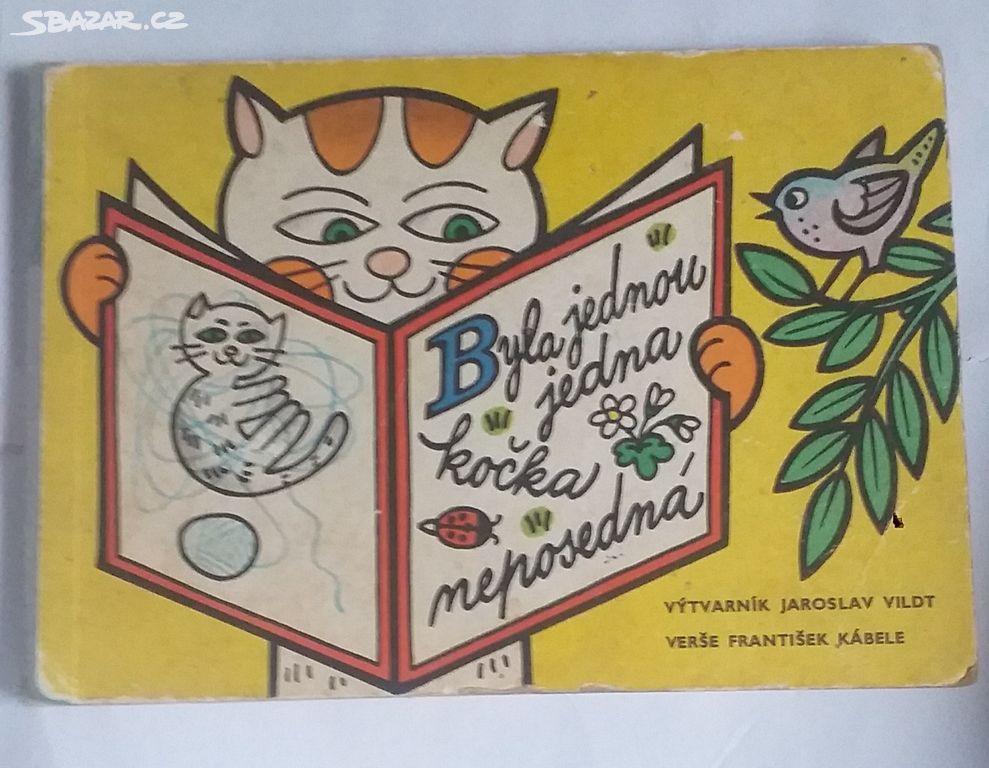 SBAZAR.CZ
Byla jednou
jedna
kočka
neposedná
VÝTVARNÍK JAROSLAV VILDT
VERŠE FRANTIŠEK KÁBELE